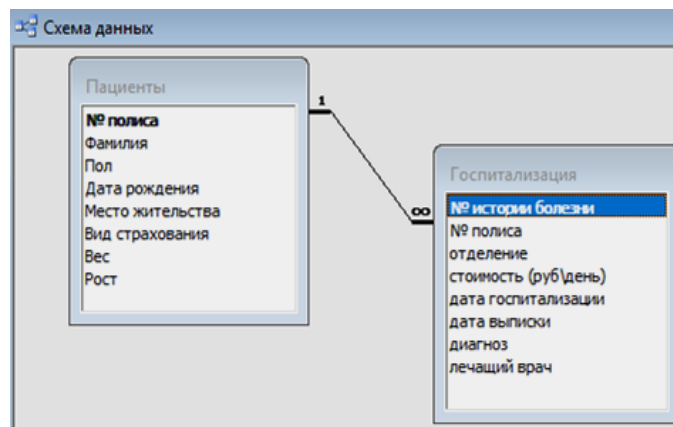 Схема данных
Пациенты
№ полиса
Фамилия
Пол
Дата рождения
Место жительства
Вид страхования
Вес
Рост
1
∞
Госпитализация
№ истории болезни
№ полиса
отделение
стоимость (руб\день)
дата госпитализации
дата выписки
диагноз
лечащий врач